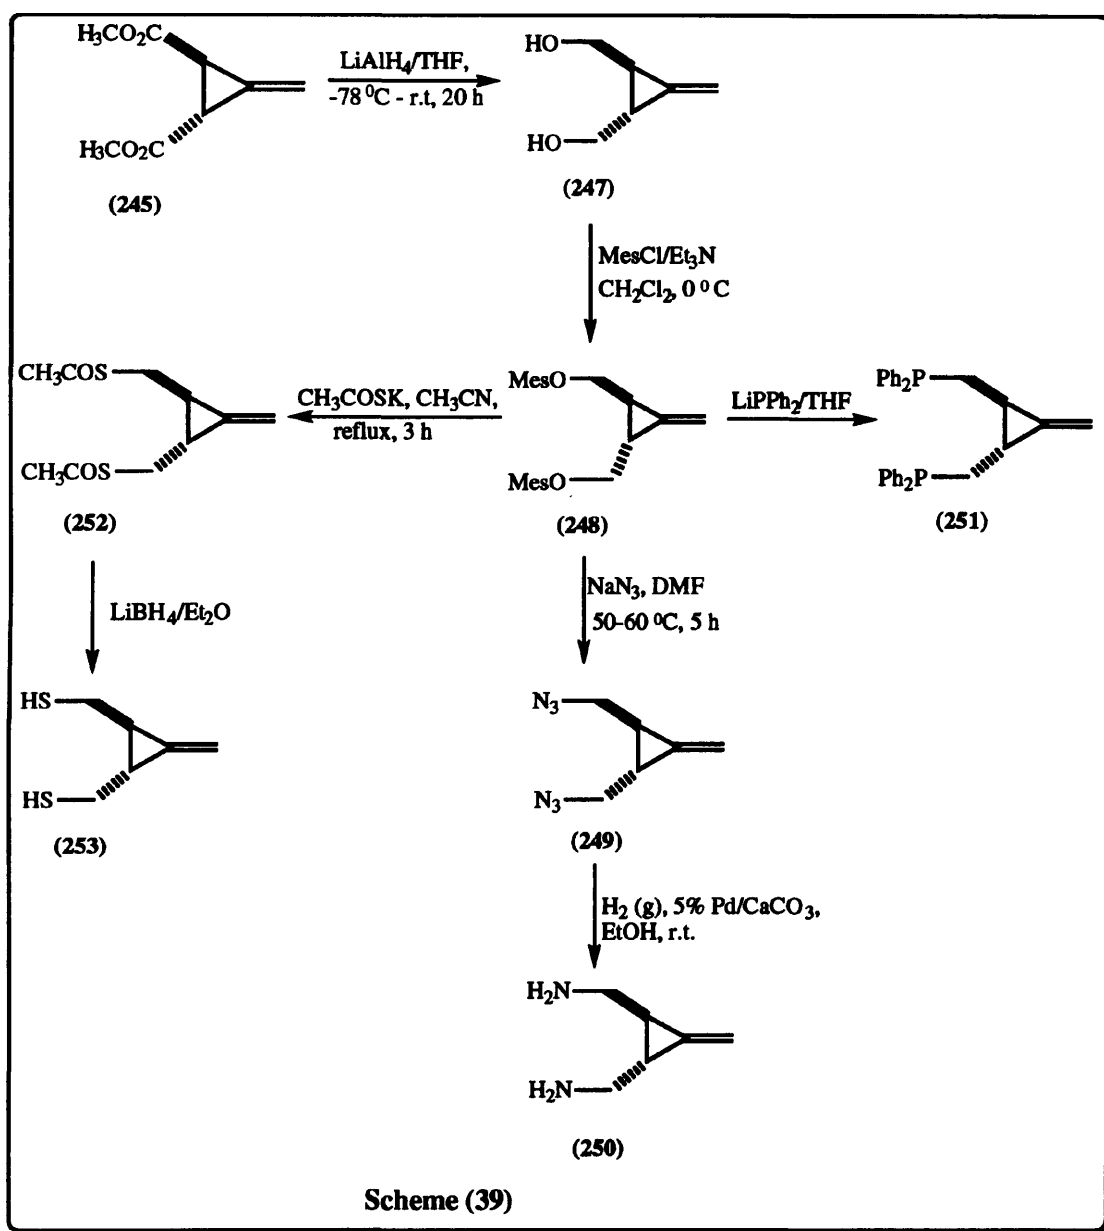 H₃CO₂C
LiAlH₄/THF,
-78 ⁰C - r.t, 20 h
H₃CO₂C
(245)
HO
HO
(247)
MesCl/Et₃N
CH₂Cl₂, 0 ⁰ C
CH₃COS
CH₃COS
(252)
CH₃COSK, CH₃CN,
reflux, 3 h
MesO
MesO
(248)
LiPPh₂/THF
Ph₂P
Ph₂P
(251)
LiBH₄/Et₂O
NaN₃, DMF
50-60 ⁰C, 5 h
HS
HS
(253)
N₃
N₃
(249)
H₂ (g), 5% Pd/CaCO₃,
EtOH, r.t.
H₂N
H₂N
(250)
Scheme (39)